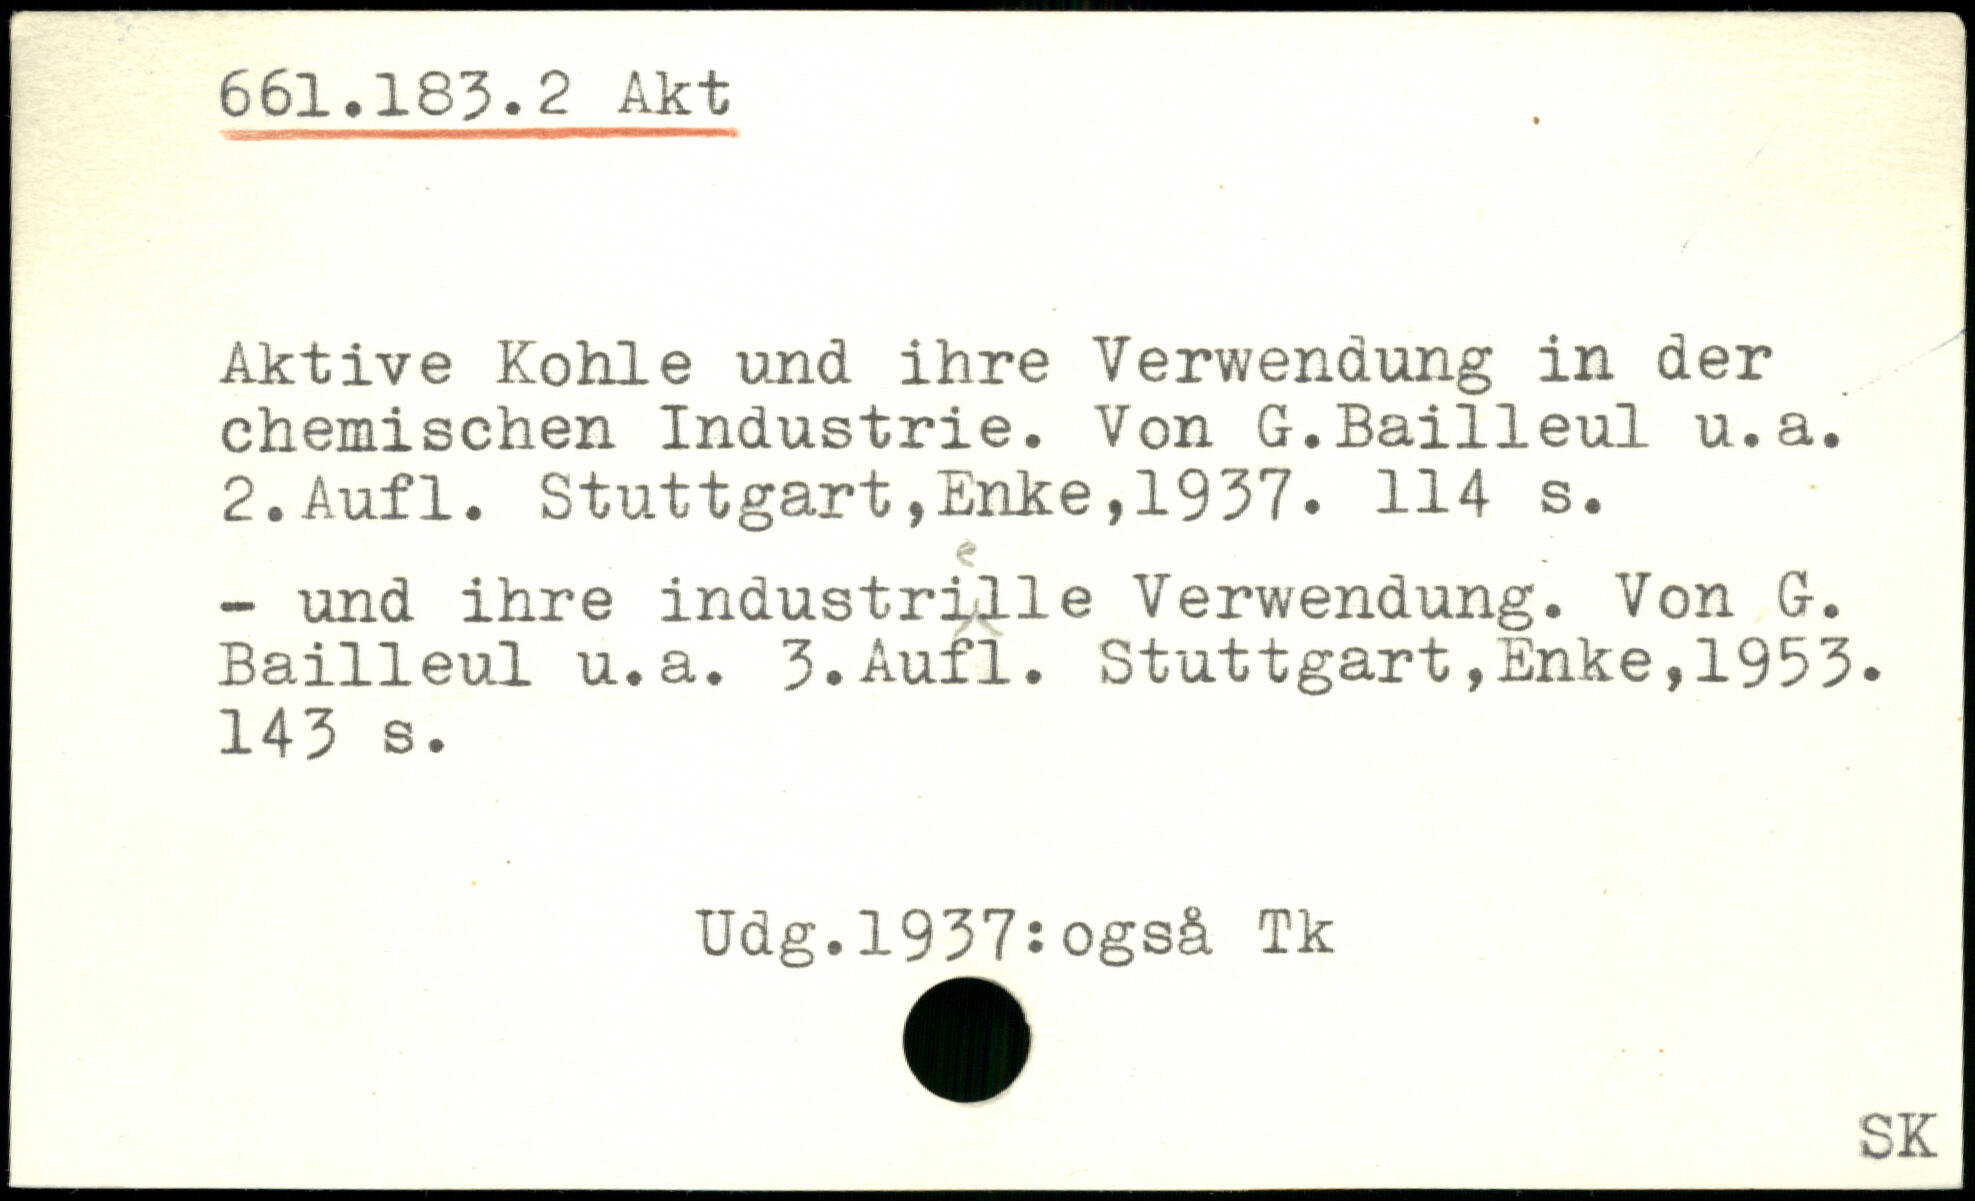 661.183.2 Akt
Aktive Kohle und ihre Verwendung in der
chemischen Industrie. Von G.Bailleul u.a.
2.Aufl. Stuttgart,Enke,1937. 114 s.
- und ihre industrielle Verwendung. Von G.
Bailleul u.a. 3.Aufl. Stuttgart,Enke,1953.
143 s.
Udg.1937:også Tk
SK